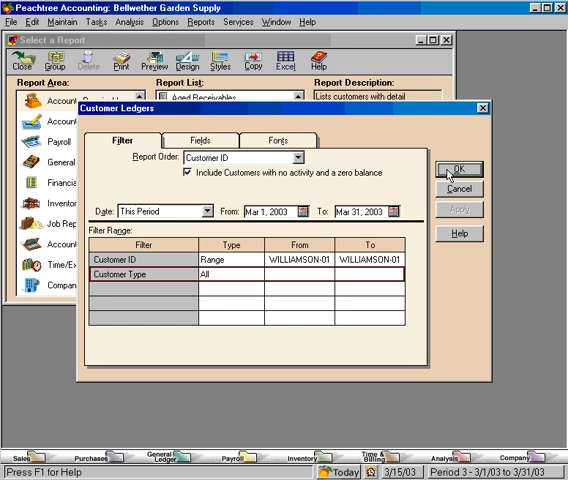 Peachtree Accounting: Bellwether Garden Supply
File Edit Maintain Tasks Analysis Options Reports Services Window Help
Select a Report
Close Group Delete Print Preview Design Styles Copy Excel Help
Report Area: Report List: Report Description:
Aged Receivables
Lists customers with detail
Customer Ledgers
Filter Fields Fonts
Report Order: Customer ID
Include Customers with no activity and a zero balance
Date: This Period From: Mar 1, 2003 To: Mar 31, 2003
Filter Range:
Filter Type From To
Customer ID Range WILLIAMSON-01 WILLIAMSON-01
Customer Type All
OK
Cancel
Apply
Help
Accoun
Payroll
General
Financia
Inventor
Job Rep
Accoun
Time/Ex
Compan
Sales Purchases General Ledger Payroll Inventory Time & Billing Analysis Company
Press F1 for Help Today 3/15/03 Period 3 - 3/1/03 to 3/31/03